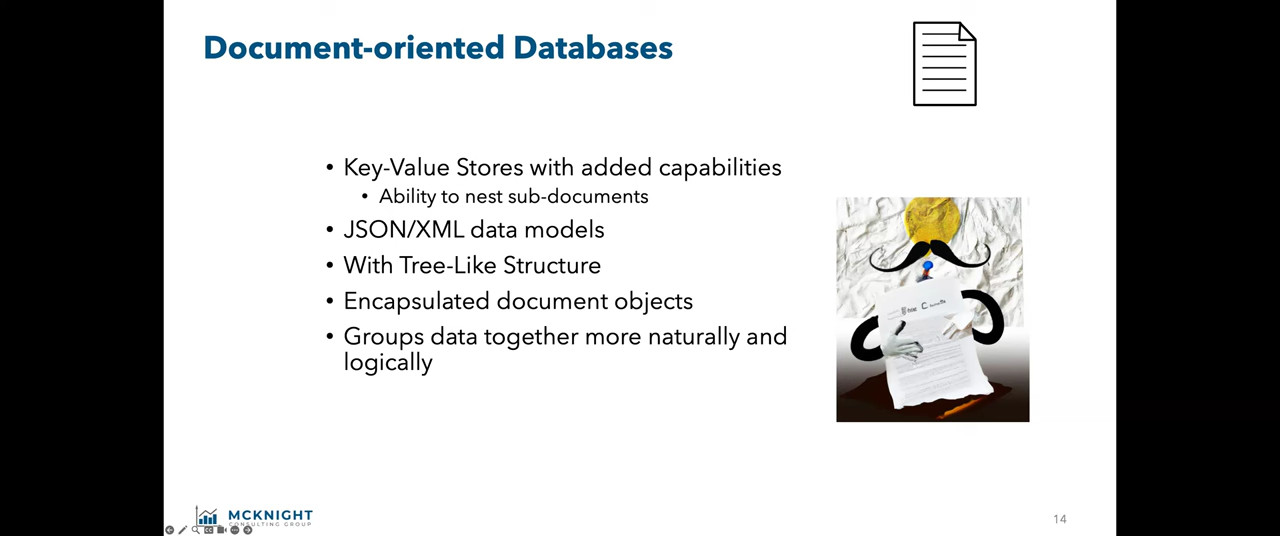 Document-oriented Databases
• Key-Value Stores with added capabilities
• Ability to nest sub-documents
• JSON/XML data models
• With Tree-Like Structure
• Encapsulated document objects
• Groups data together more naturally and
logically
MCKNIGHT
CONSULTING GROUP
14